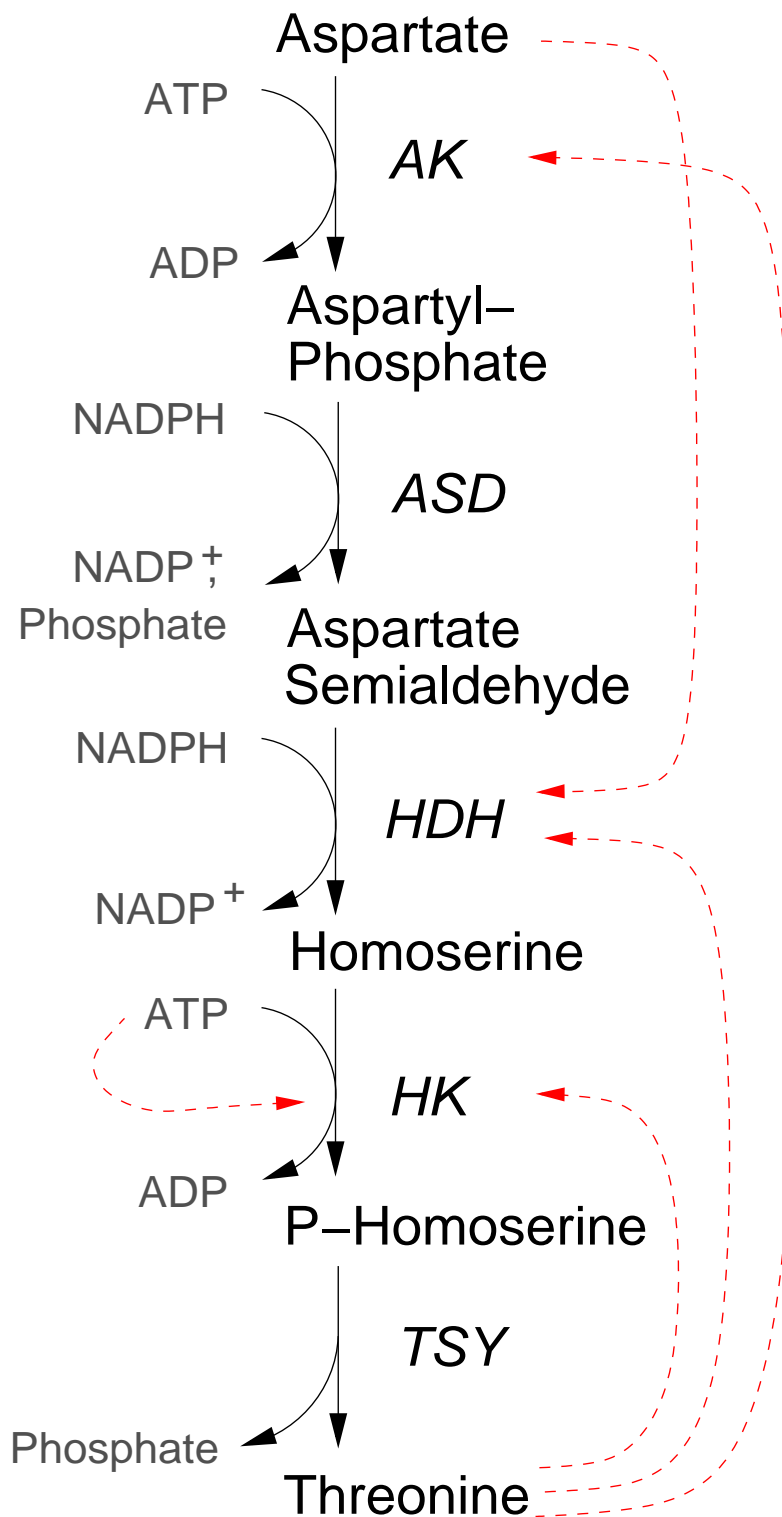 Aspartate
ATP
AK
ADP
Aspartyl–
Phosphate
NADPH
ASD
NADP+,
Phosphate
Aspartate
Semialdehyde
NADPH
HDH
NADP+
Homoserine
ATP
HK
ADP
P–Homoserine
TSY
Phosphate
Threonine